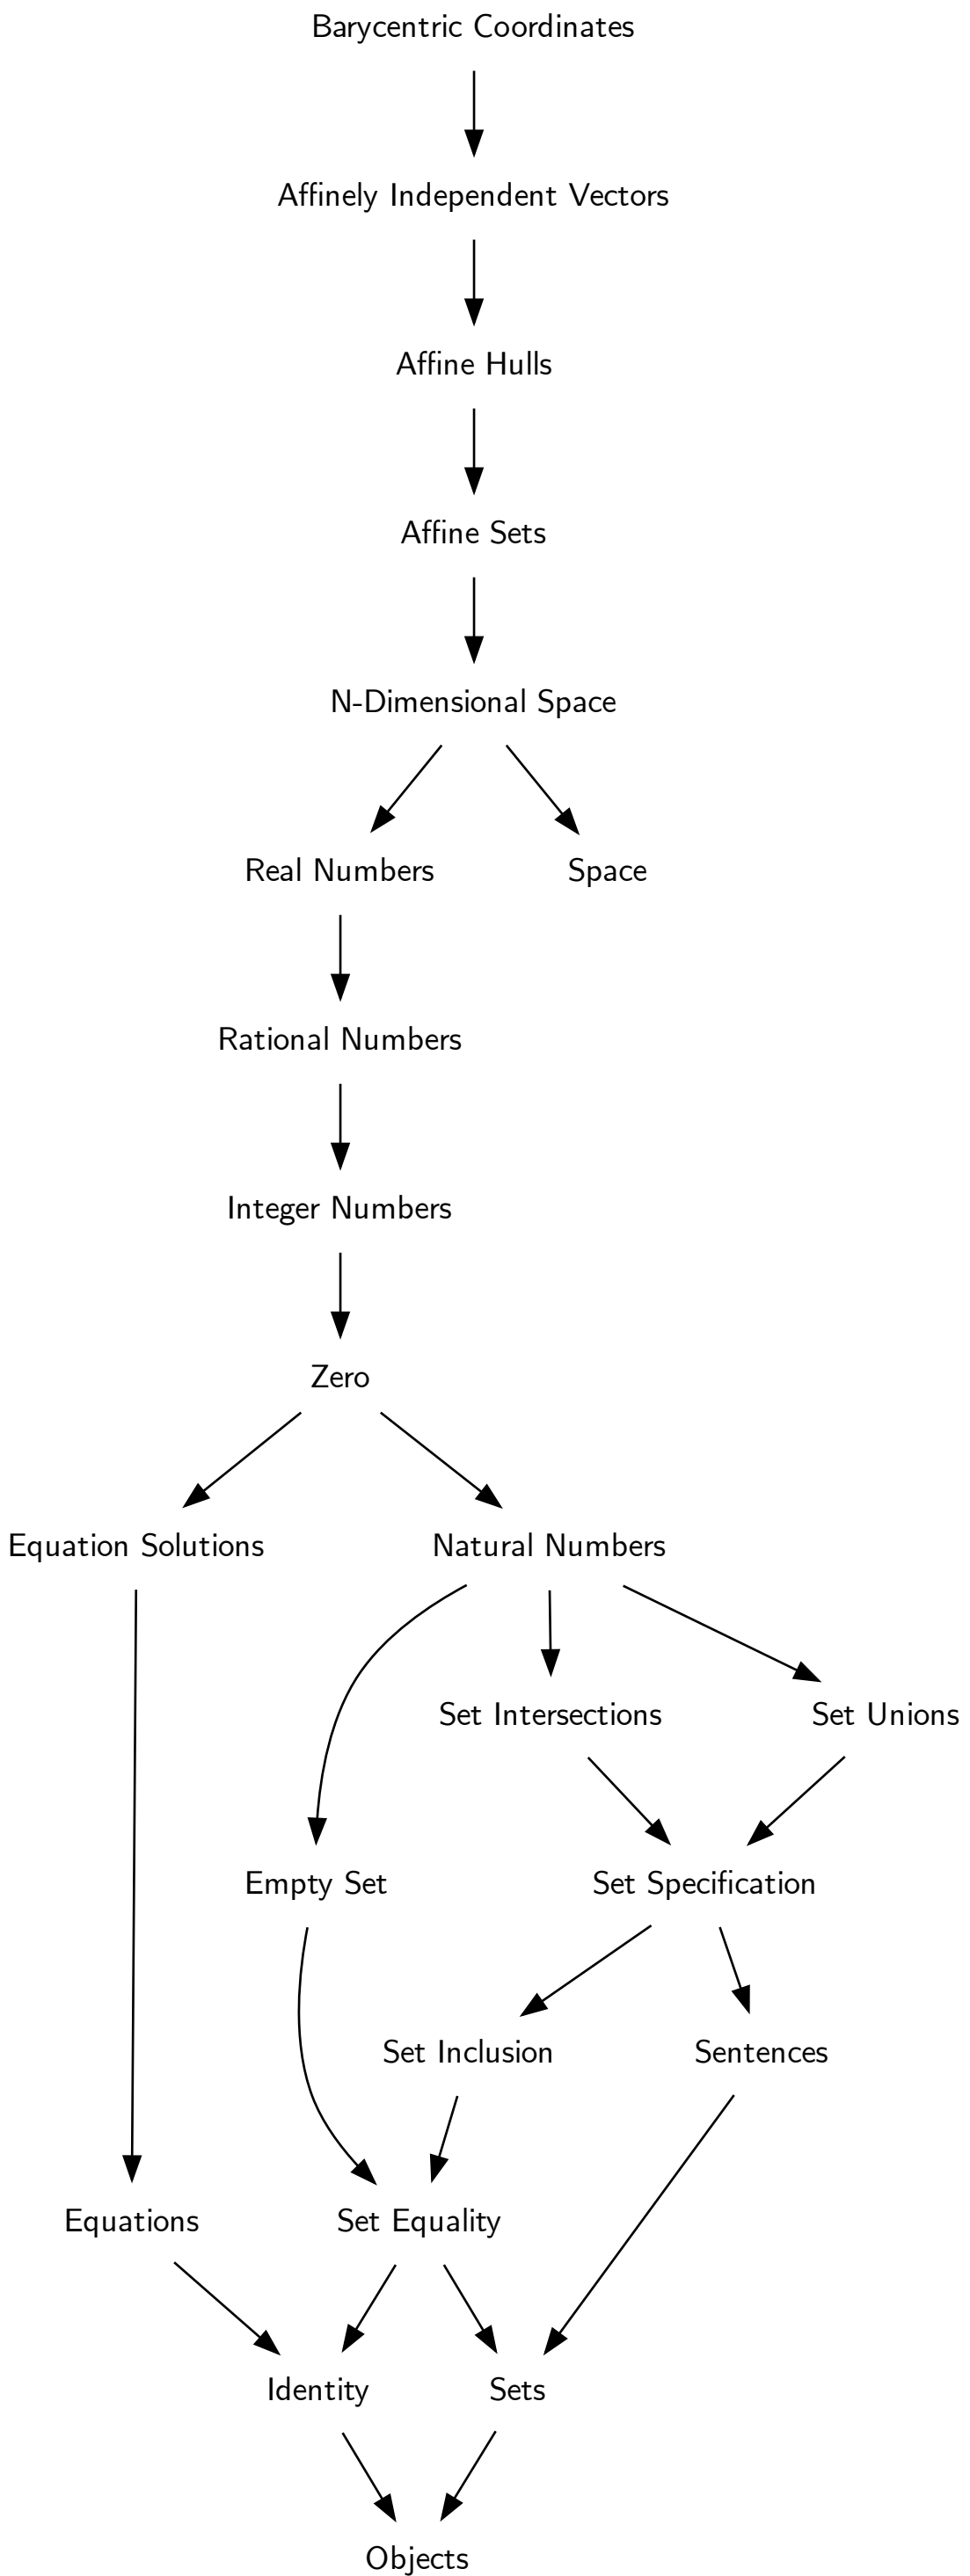 Barycentric Coordinates
Affinely Independent Vectors
Affine Hulls
Affine Sets
N-Dimensional Space
Real Numbers
Space
Rational Numbers
Integer Numbers
Zero
Equation Solutions
Natural Numbers
Set Intersections
Set Unions
Empty Set
Set Specification
Set Inclusion
Sentences
Equations
Set Equality
Identity
Sets
Objects